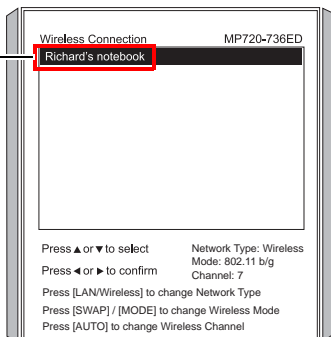 Wireless Connection MP720-736ED
Richard's notebook
Press ▲ or ▼ to select
Press ◄ or ► to confirm
Network Type: Wireless
Mode: 802.11 b/g
Channel: 7
Press [LAN/Wireless] to change Network Type
Press [SWAP] / [MODE] to change Wireless Mode
Press [AUTO] to change Wireless Channel